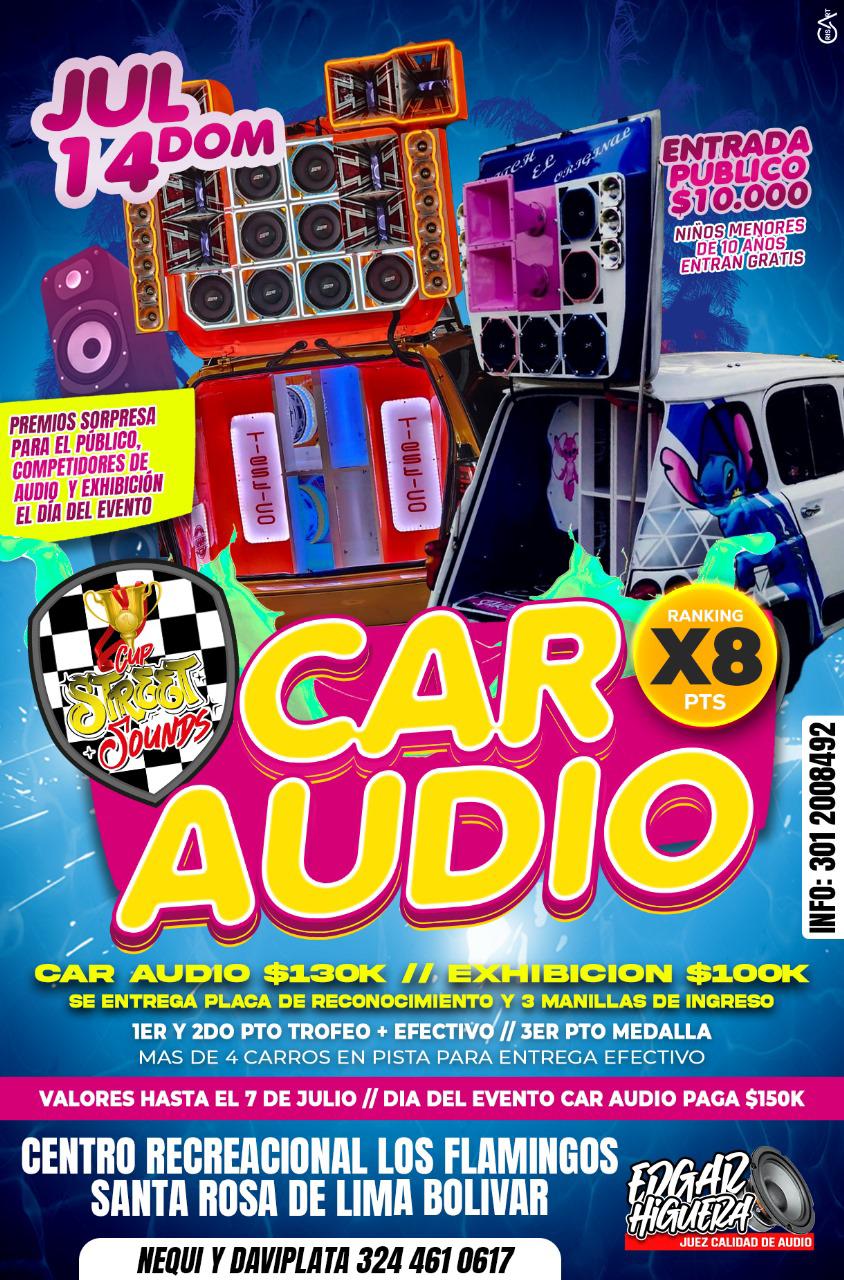 CRIS ART
JUL
14 DOM
ENTRADA
PUBLICO
$10.000
NIÑOS MENORES
DE 10 AÑOS
ENTRAN GRATIS
EL ORIGINAL
PREMIOS SORPRESA
PARA EL PÚBLICO,
COMPETIDORES DE
AUDIO Y EXHIBICIÓN
EL DÍA DEL EVENTO
CUP
STREET
SOUNDS
CAR
AUDIO
RANKING
X8
PTS
INFO: 301 2008492
CAR AUDIO $130K // EXHIBICION $100K
SE ENTREGA PLACA DE RECONOCIMIENTO Y 3 MANILLAS DE INGRESO
1ER Y 2DO PTO TROFEO + EFECTIVO // 3ER PTO MEDALLA
MAS DE 4 CARROS EN PISTA PARA ENTREGA EFECTIVO
VALORES HASTA EL 7 DE JULIO // DIA DEL EVENTO CAR AUDIO PAGA $150K
CENTRO RECREACIONAL LOS FLAMINGOS
SANTA ROSA DE LIMA BOLIVAR
EDGAR
HIGUERA
JUEZ CALIDAD DE AUDIO
NEQUI Y DAVIPLATA 324 461 0617